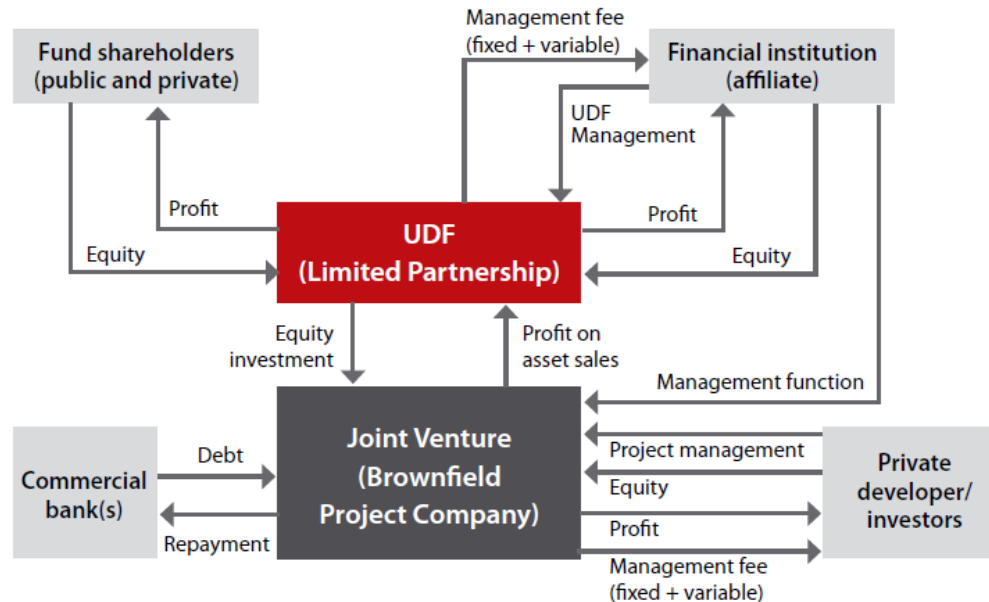 Management fee
(fixed + variable)
Fund shareholders
(public and private)
Financial institution
(affiliate)
UDF
Management
Profit
UDF
(Limited Partnership)
Profit
Equity
Equity
Equity
investment
Profit on
asset sales
Management function
Joint Venture
(Brownfield
Project Company)
Commercial
bank(s)
Debt
Repayment
Project management
Equity
Profit
Management fee
(fixed + variable)
Private
developer/
investors